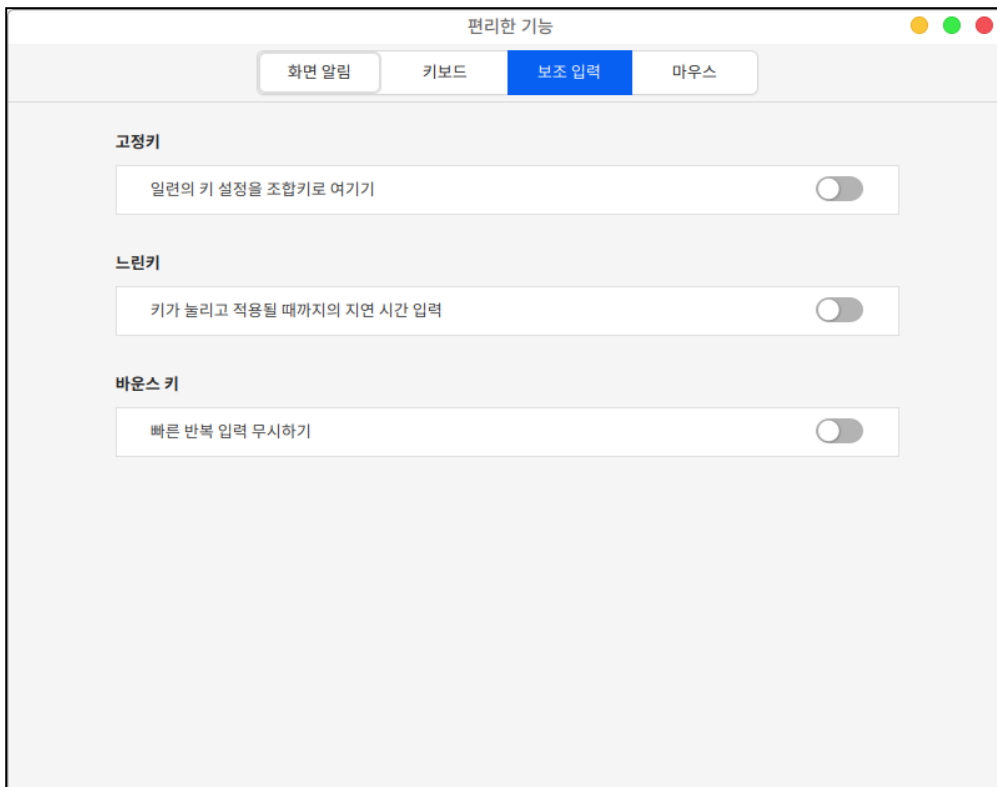 편리한 기능
화면 알림 키보드 보조 입력 마우스
고정키
일련의 키 설정을 조합키로 여기기
느린키
키가 눌리고 적용될 때까지의 지연 시간 입력
바운스 키
빠른 반복 입력 무시하기